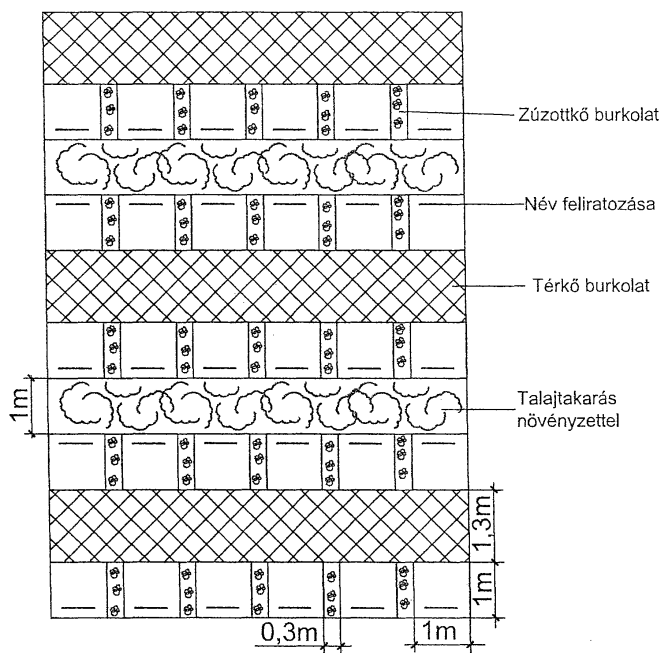 Zúzottkő burkolat
Név feliratozása
Térkő burkolat
1m
Talajtakarás
növényzettel
1,3m
1m
0,3m
1m